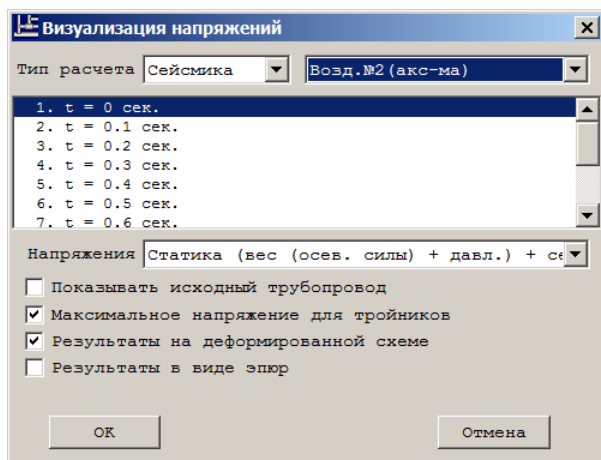 Визуализация напряжений
Тип расчета Сейсмика Возд.№2(акс-ма)
1. t = 0 сек.
2. t = 0.1 сек.
3. t = 0.2 сек.
4. t = 0.3 сек.
5. t = 0.4 сек.
6. t = 0.5 сек.
7. t = 0.6 сек.
Напряжения Статика (вес (осев. силы) + давл.) + се
Показывать исходный трубопровод
Максимальное напряжение для тройников
Результаты на деформированной схеме
Результаты в виде эпюр
ОК Отмена